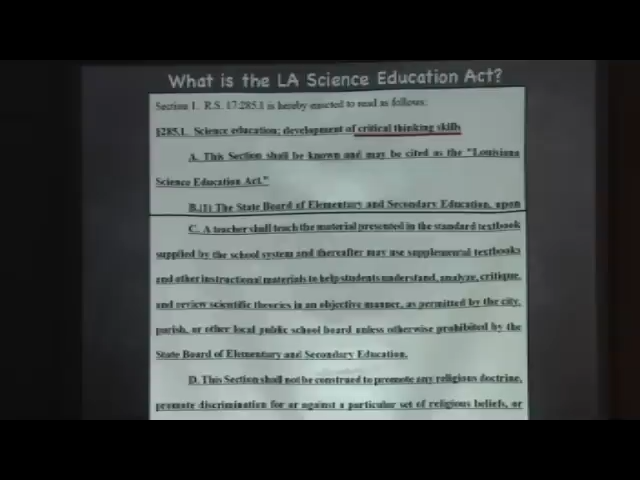 What is the LA Science Education Act?
Section 1. R.S. 17:285.1 is hereby enacted to read as follows:
§285.1. Science education; development of critical thinking skills
A. This Section shall be known and may be cited as the "Louisiana
Science Education Act."
B.(1) The State Board of Elementary and Secondary Education, upon
C. A teacher shall teach the material presented in the standard textbook
supplied by the school system and thereafter may use supplemental textbooks
and other instructional materials to help students understand, analyze, critique,
and review scientific theories in an objective manner, as permitted by the city,
parish, or other local public school board unless otherwise prohibited by the
State Board of Elementary and Secondary Education.
D. This Section shall not be construed to promote any religious doctrine,
promote discrimination for or against a particular set of religious beliefs, or